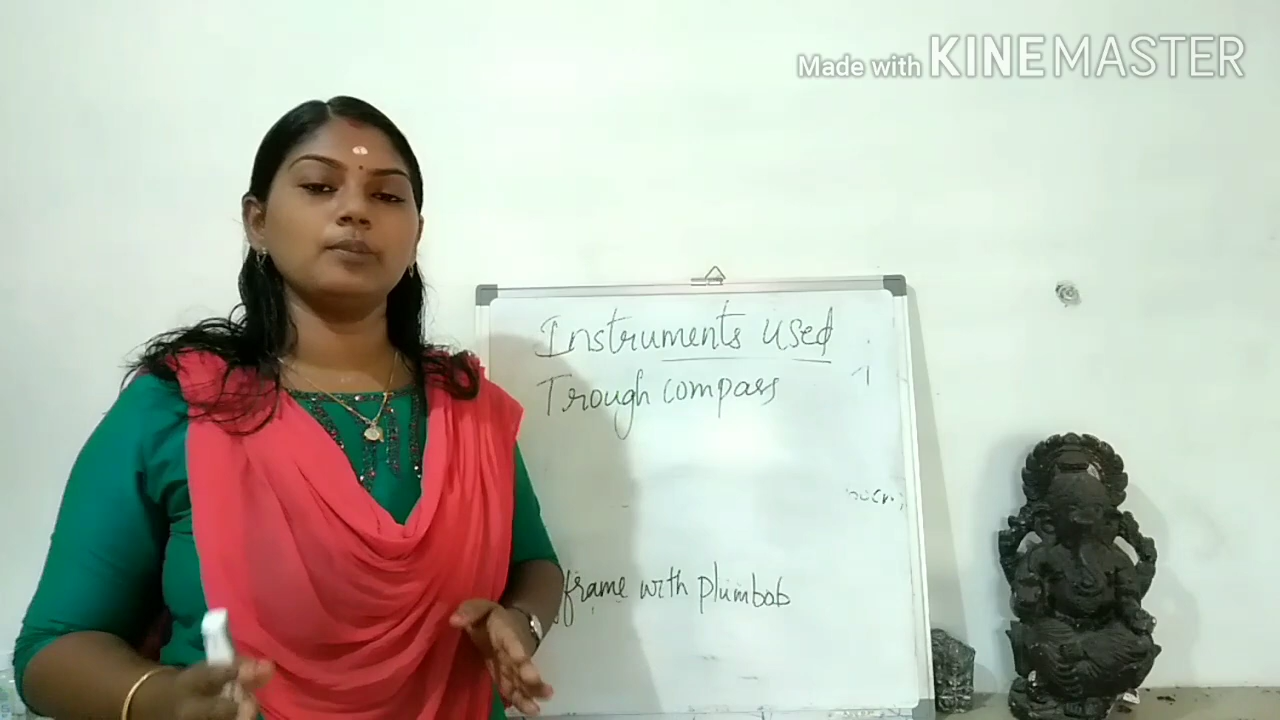 Made with KINEMASTER
Instruments used
Trough compass
frame with plumbob